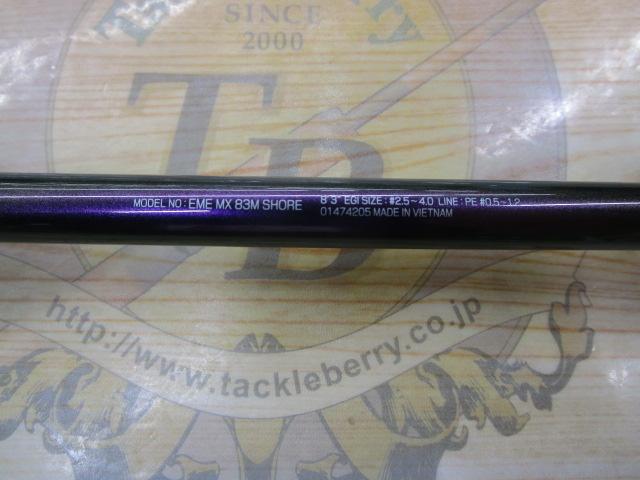 SINCE
2000
TB
MODEL NO : EME MX 83M SHORE
8'3" EGI SIZE : #2.5~4.0 LINE : PE #0.5~1.2
01474205 MADE IN VIETNAM
http://www.tackleberry.co.jp